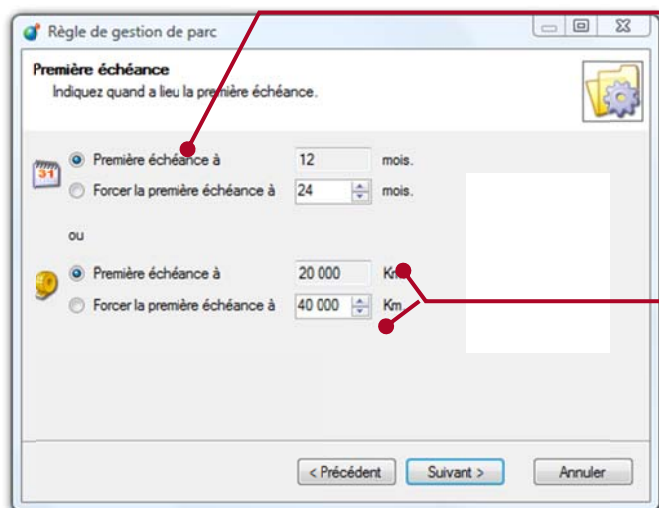 Règle de gestion de parc
Première échéance
Indiquez quand a lieu la première échéance.
31
Première échéance à 12 mois.
Forcer la première échéance à 24 mois.
ou
Première échéance à 20 000 Km
Forcer la première échéance à 40 000 Km
< Précédent Suivant > Annuler